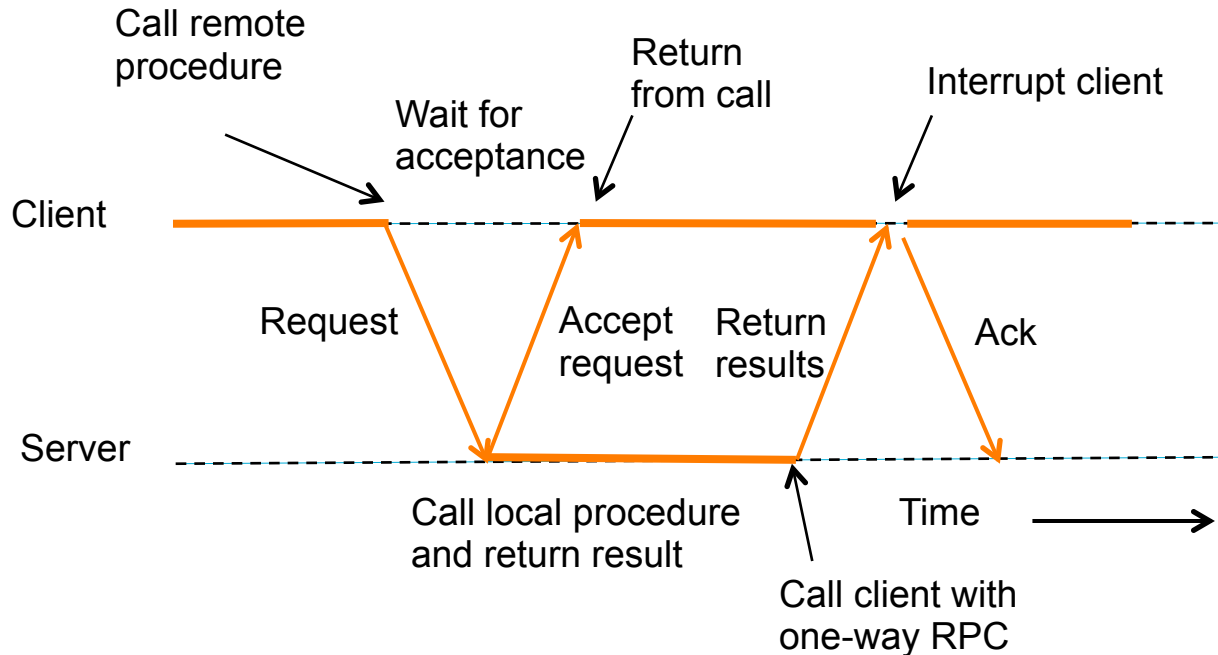 Call remote
procedure
Return
from call
Interrupt client
Wait for
acceptance
Client
Request
Accept
request
Return
results
Ack
Server
Call local procedure
and return result
Time
Call client with
one-way RPC